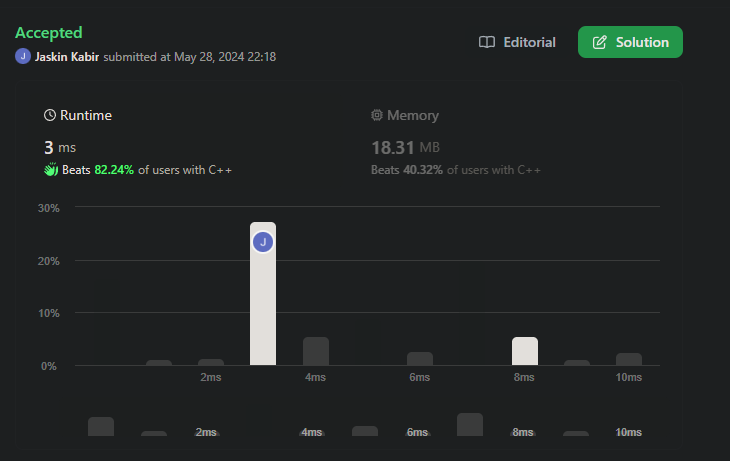 Accepted
Editorial
Solution
J Jaskin Kabir submitted at May 28, 2024 22:18
Runtime
Memory
3 ms
18.31 MB
Beats 82.24% of users with C++
Beats 40.32% of users with C++
30%
J
20%
10%
0%
2ms 4ms 6ms 8ms 10ms
2ms 4ms 6ms 8ms 10ms